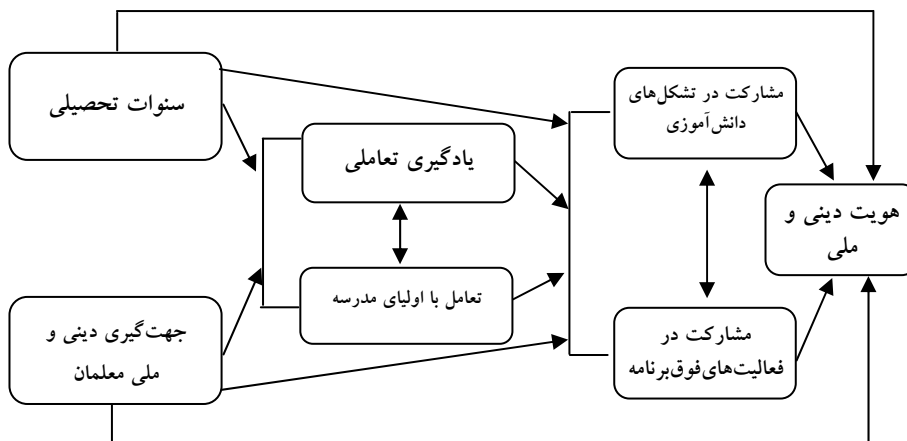 سنوات تحصیلی
جهت‌گیری دینی و
ملی معلمان
یادگیری تعاملی
تعامل با اولیای مدرسه
مشارکت در تشکل‌های
دانش‌آموزی
مشارکت در
فعالیت‌های فوق‌برنامه
هویت دینی و
ملی